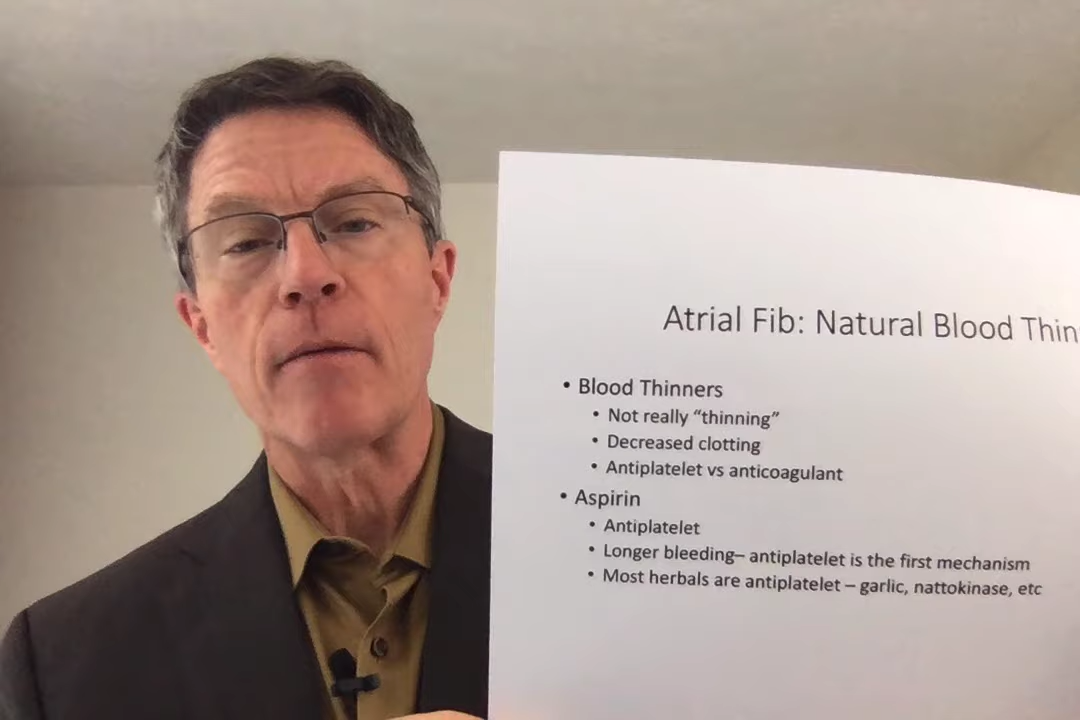 Atrial Fib: Natural Blood Thin
• Blood Thinners
• Not really “thinning”
• Decreased clotting
• Antiplatelet vs anticoagulant
• Aspirin
• Antiplatelet
• Longer bleeding– antiplatelet is the first mechanism
• Most herbals are antiplatelet – garlic, nattokinase, etc